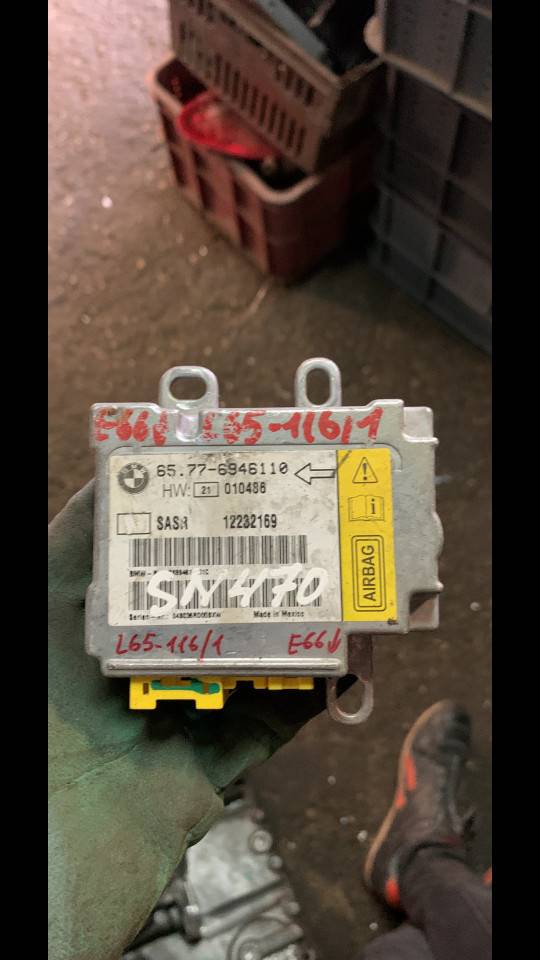 E66↓ L65-116/1
65.77-6946110
HW: 21 010486
SASR 12232169
SN470
Made in Mexico
AIRBAG
L65-116/1 E66↓